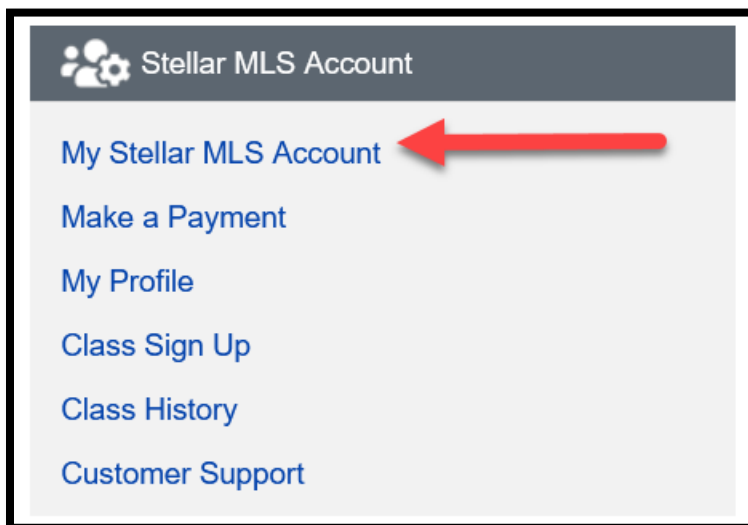 Stellar MLS Account
My Stellar MLS Account
Make a Payment
My Profile
Class Sign Up
Class History
Customer Support